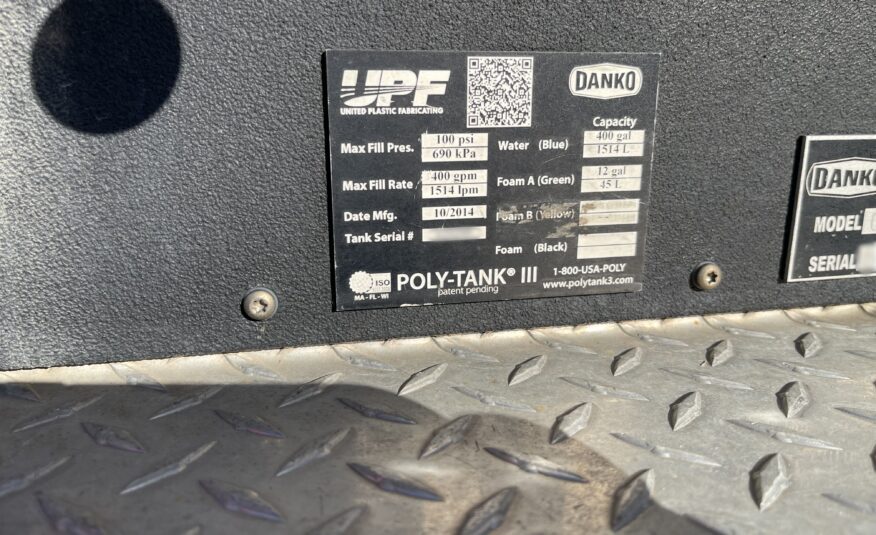 UPF
UNITED PLASTIC FABRICATING
DANKO
Capacity
Max Fill Pres. 100 psi
690 kPa
Water (Blue) 400 gal
1514 L
Max Fill Rate 400 gpm
1514 lpm
Foam A (Green) 12 gal
45 L
Date Mfg. 10/2014
Foam B (Yellow)
Tank Serial #
Foam (Black)
ISO
MA - FL - WI
POLY-TANK® III
patent pending
1-800-USA-POLY
www.polytank3.com
DANKO
MODEL
SERIAL